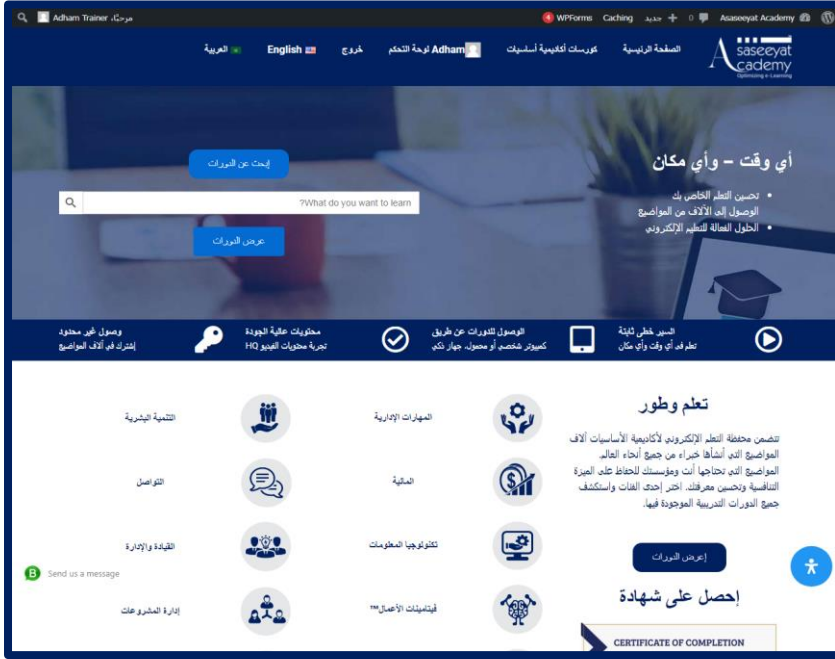 Asaseeyat Academy
0
+ جديد
Caching
WPForms 4
مرحبًا، Adham Trainer
Asaseeyat
Academy
Optimizing e-Learning
الصفحة الرئيسية
كورسات أكاديمية أساسيات
Adham لوحة التحكم
خروج
English
العربية
أي وقت – وأي مكان
• تحسين التعلم الخاص بك
الوصول إلى الآلاف من المواضيع
• الحلول الفعالة للتعليم الإلكتروني
إبحث عن الدورات
?What do you want to learn
عرض الدورات
السير خطى ثابتة
تعلم في أي وقت وأي مكان
الوصول للدورات عن طريق
كمبيوتر شخصي أو محمول، جهاز ذكي
محتويات عالية الجودة
تجربة محتويات الفيديو HQ
وصول غير محدود
إشترك في آلاف المواضيع
تعلم وطور
تتضمن محفظة التعلم الإلكتروني لأكاديمية الأساسيات آلاف
المواضيع التي أنشأها خبراء من جميع أنحاء العالم.
المواضيع التي تحتاجها أنت ومؤسستك للحفاظ على الميزة
التنافسية وتحسين معرفتك. اختر إحدى الفئات واستكشف
جميع الدورات التدريبية الموجودة فيها.
إعرض الدورات
إحصل على شهادة
CERTIFICATE OF COMPLETION
المهارات الإدارية
التنمية البشرية
المالية
التواصل
تكنولوجيا المعلومات
القيادة والإدارة
فيتامينات الأعمال™
إدارة المشروعات
B Send us a message